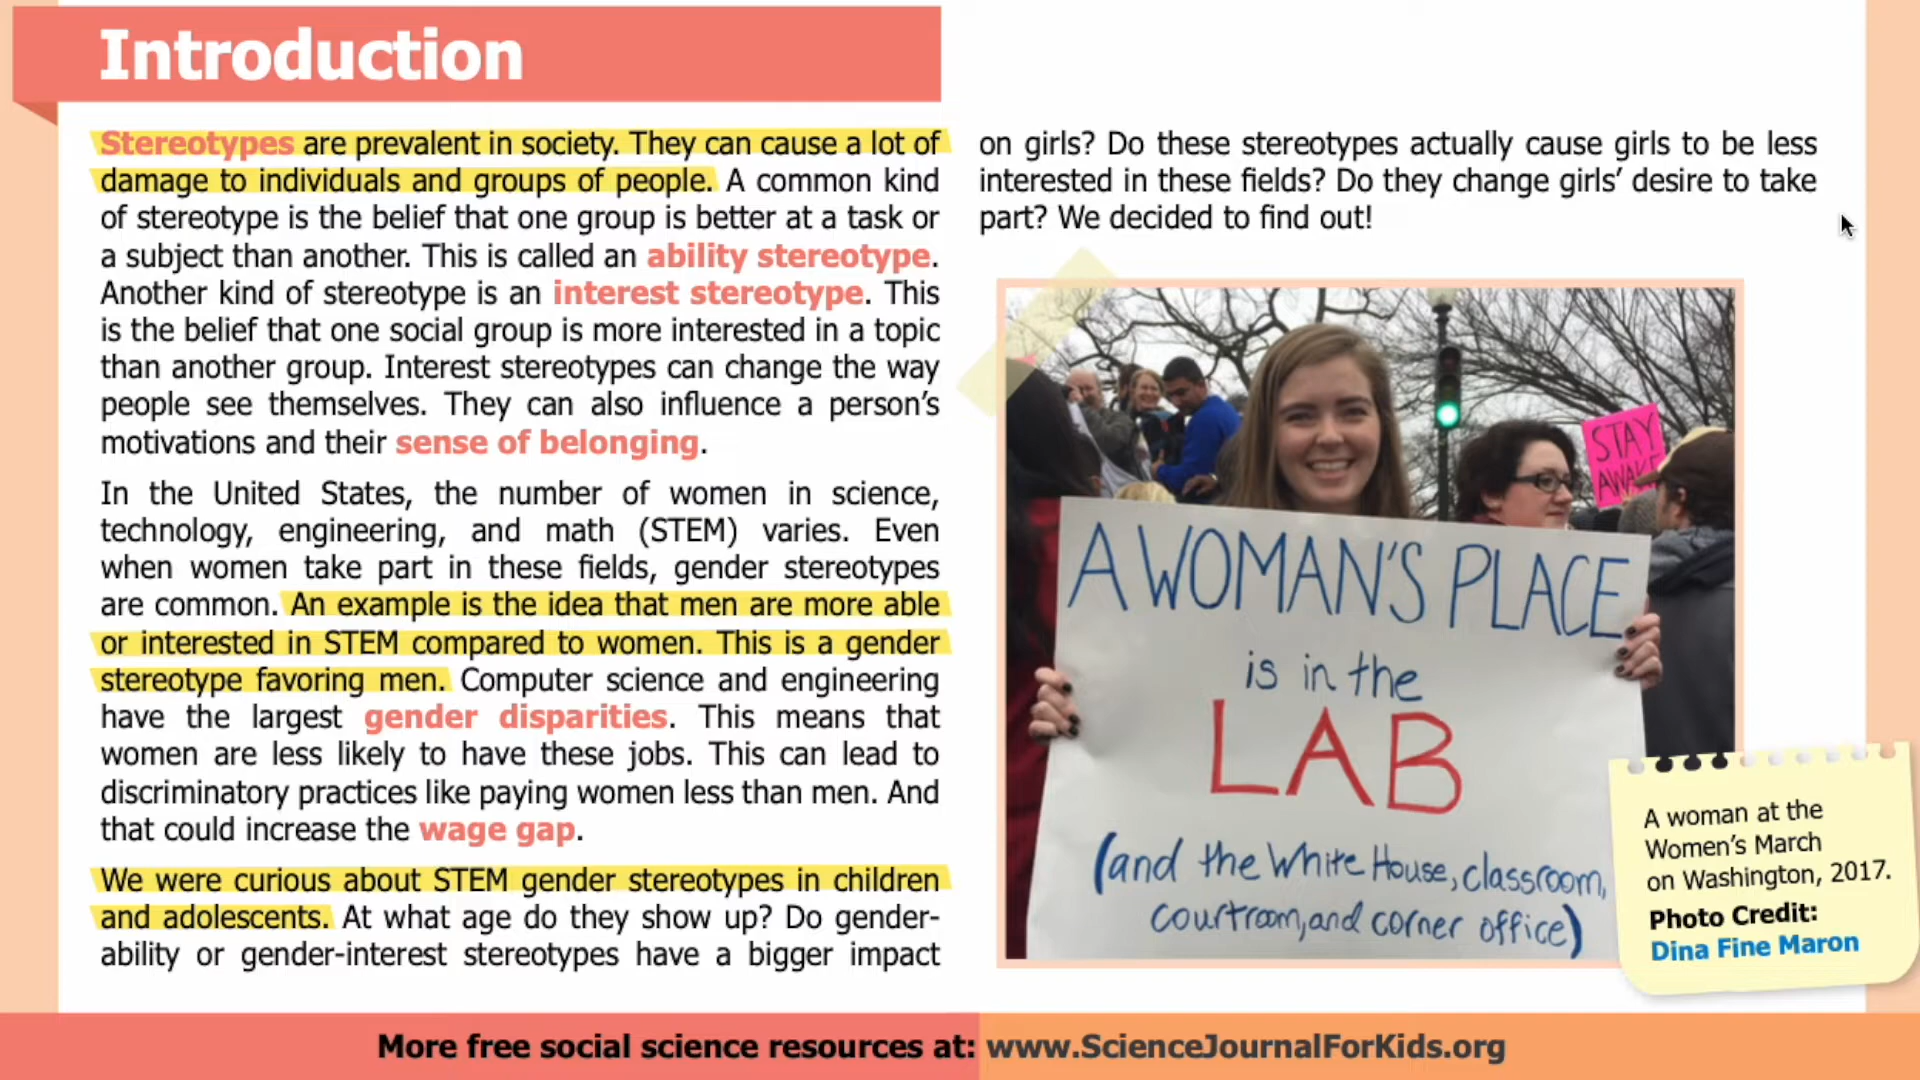 Introduction
Stereotypes are prevalent in society. They can cause a lot of
damage to individuals and groups of people. A common kind
of stereotype is the belief that one group is better at a task or
a subject than another. This is called an ability stereotype.
Another kind of stereotype is an interest stereotype. This
is the belief that one social group is more interested in a topic
than another group. Interest stereotypes can change the way
people see themselves. They can also influence a person's
motivations and their sense of belonging.
In the United States, the number of women in science,
technology, engineering, and math (STEM) varies. Even
when women take part in these fields, gender stereotypes
are common. An example is the idea that men are more able
or interested in STEM compared to women. This is a gender
stereotype favoring men. Computer science and engineering
have the largest gender disparities. This means that
women are less likely to have these jobs. This can lead to
discriminatory practices like paying women less than men. And
that could increase the wage gap.
We were curious about STEM gender stereotypes in children
and adolescents. At what age do they show up? Do gender-
ability or gender-interest stereotypes have a bigger impact
on girls? Do these stereotypes actually cause girls to be less
interested in these fields? Do they change girls' desire to take
part? We decided to find out!
STAY
AWAKE
A WOMAN'S PLACE
is in the
LAB
(and the White House, classroom,
courtroom, and corner office)
A woman at the
Women's March
on Washington, 2017.
Photo Credit:
Dina Fine Maron
More free social science resources at: www.ScienceJournalForKids.org